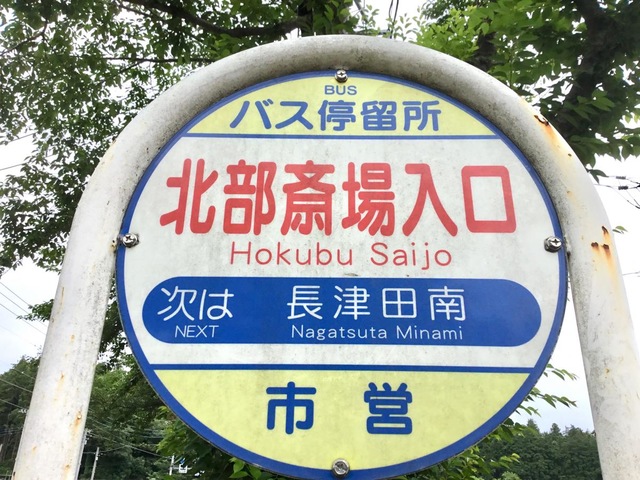 BUS
バス停留所
北部斎場入口
Hokubu Saijo
次は 長津田南
NEXT Nagatsuta Minami
市営